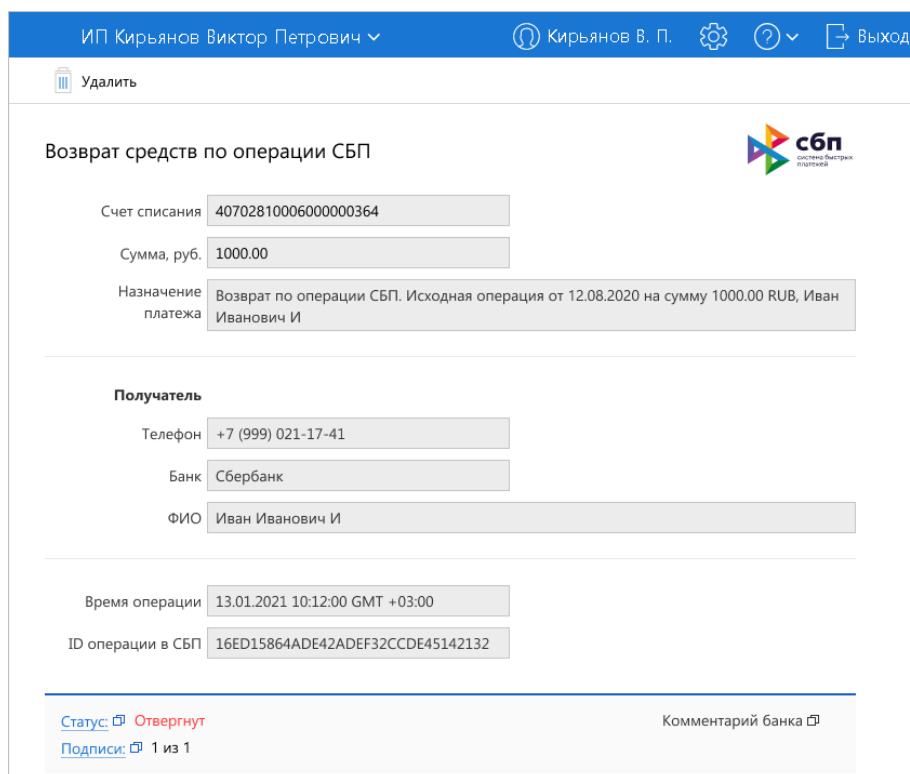 ИП Кирьянов Виктор Петрович Кирьянов В. П. ? Выход
Удалить
Возврат средств по операции СБП
сбп
система быстрых
платежей
Счет списания 40702810006000000364
Сумма, руб. 1000.00
Назначение платежа
Возврат по операции СБП. Исходная операция от 12.08.2020 на сумму 1000.00 RUB, Иван
Иванович И
Получатель
Телефон +7 (999) 021-17-41
Банк Сбербанк
ФИО Иван Иванович И
Время операции 13.01.2021 10:12:00 GMT +03:00
ID операции в СБП 16ED15864ADE42ADEF32CCDE45142132
Статус: Отвергнут Комментарий банка
Подписи: 1 из 1